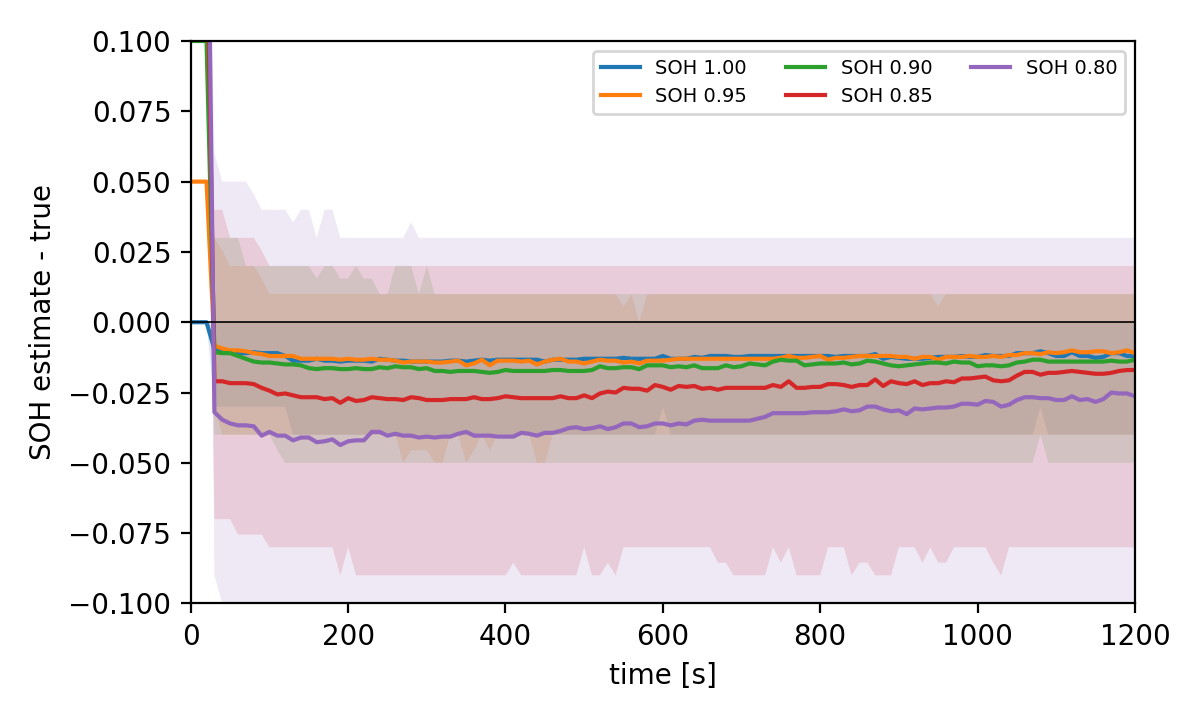 0.100
0.075
0.050
0.025
0.000
−0.025
−0.050
−0.075
−0.100
SOH estimate - true
SOH 1.00
SOH 0.95
SOH 0.90
SOH 0.85
SOH 0.80
0 200 400 600 800 1000 1200
time [s]